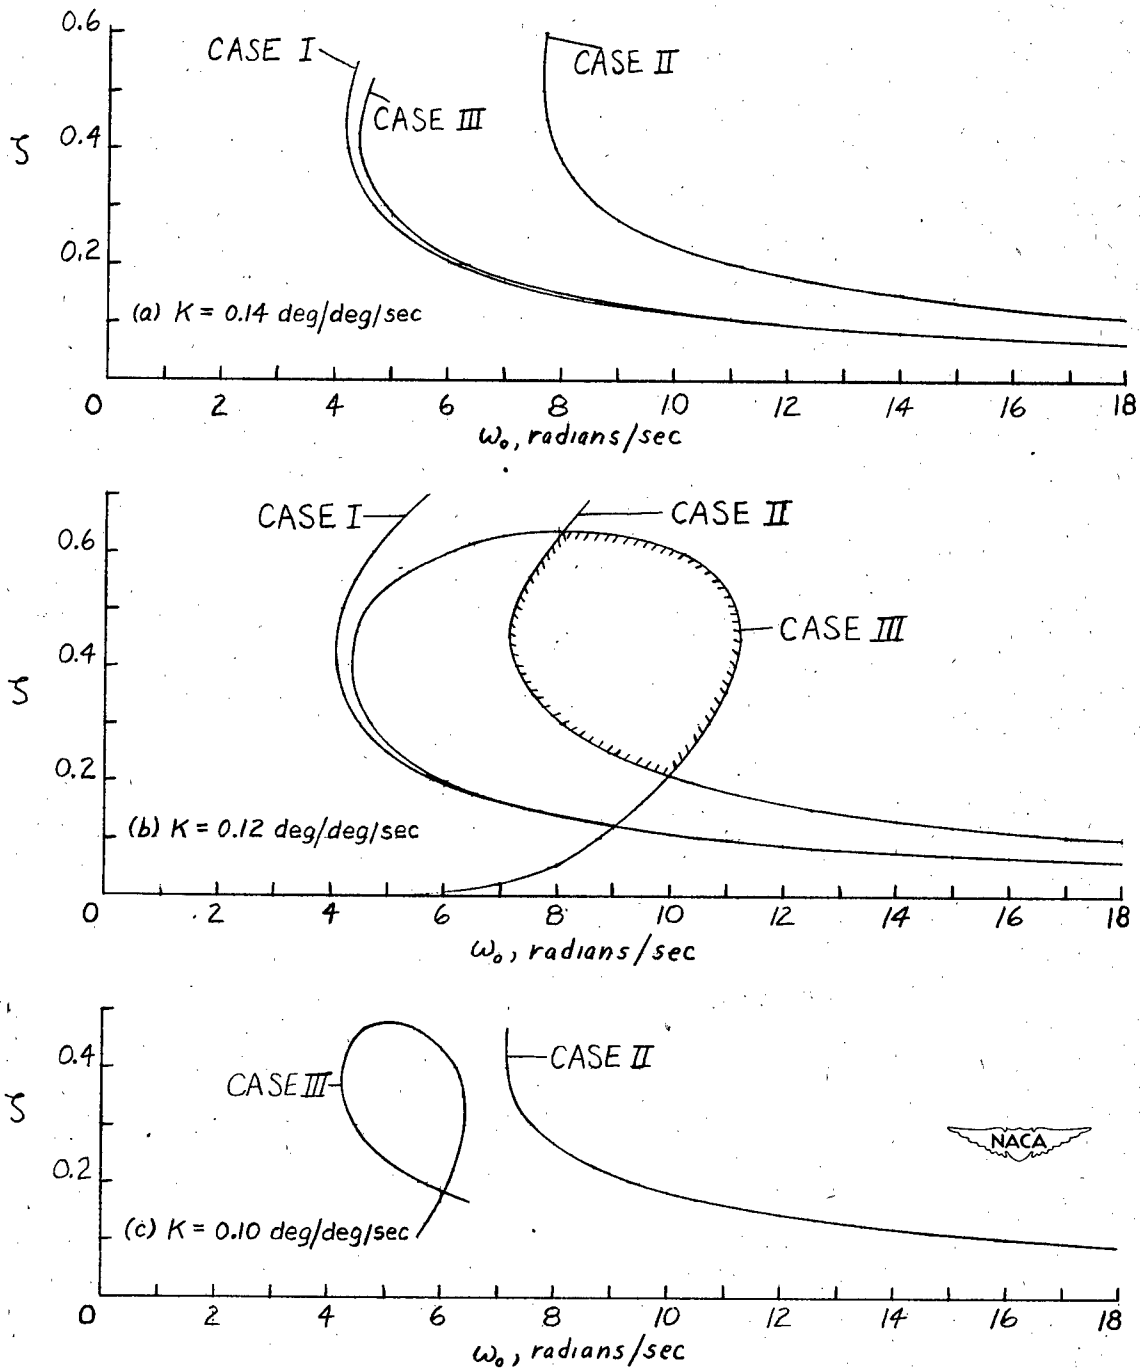 0.6
CASE I
CASE II
CASE III
0.4
ζ
0.2
(a) K = 0.14 deg/deg/sec
0 2 4 6 8 10 12 14 16 18
ω₀, radians/sec
CASE I
CASE II
0.6
CASE III
0.4
ζ
0.2
(b) K = 0.12 deg/deg/sec
0 2 4 6 8 10 12 14 16 18
ω₀, radians/sec
0.4
CASE III
CASE II
ζ
NACA
0.2
(c) K = 0.10 deg/deg/sec
0 2 4 6 8 10 12 14 16 18
ω₀, radians/sec